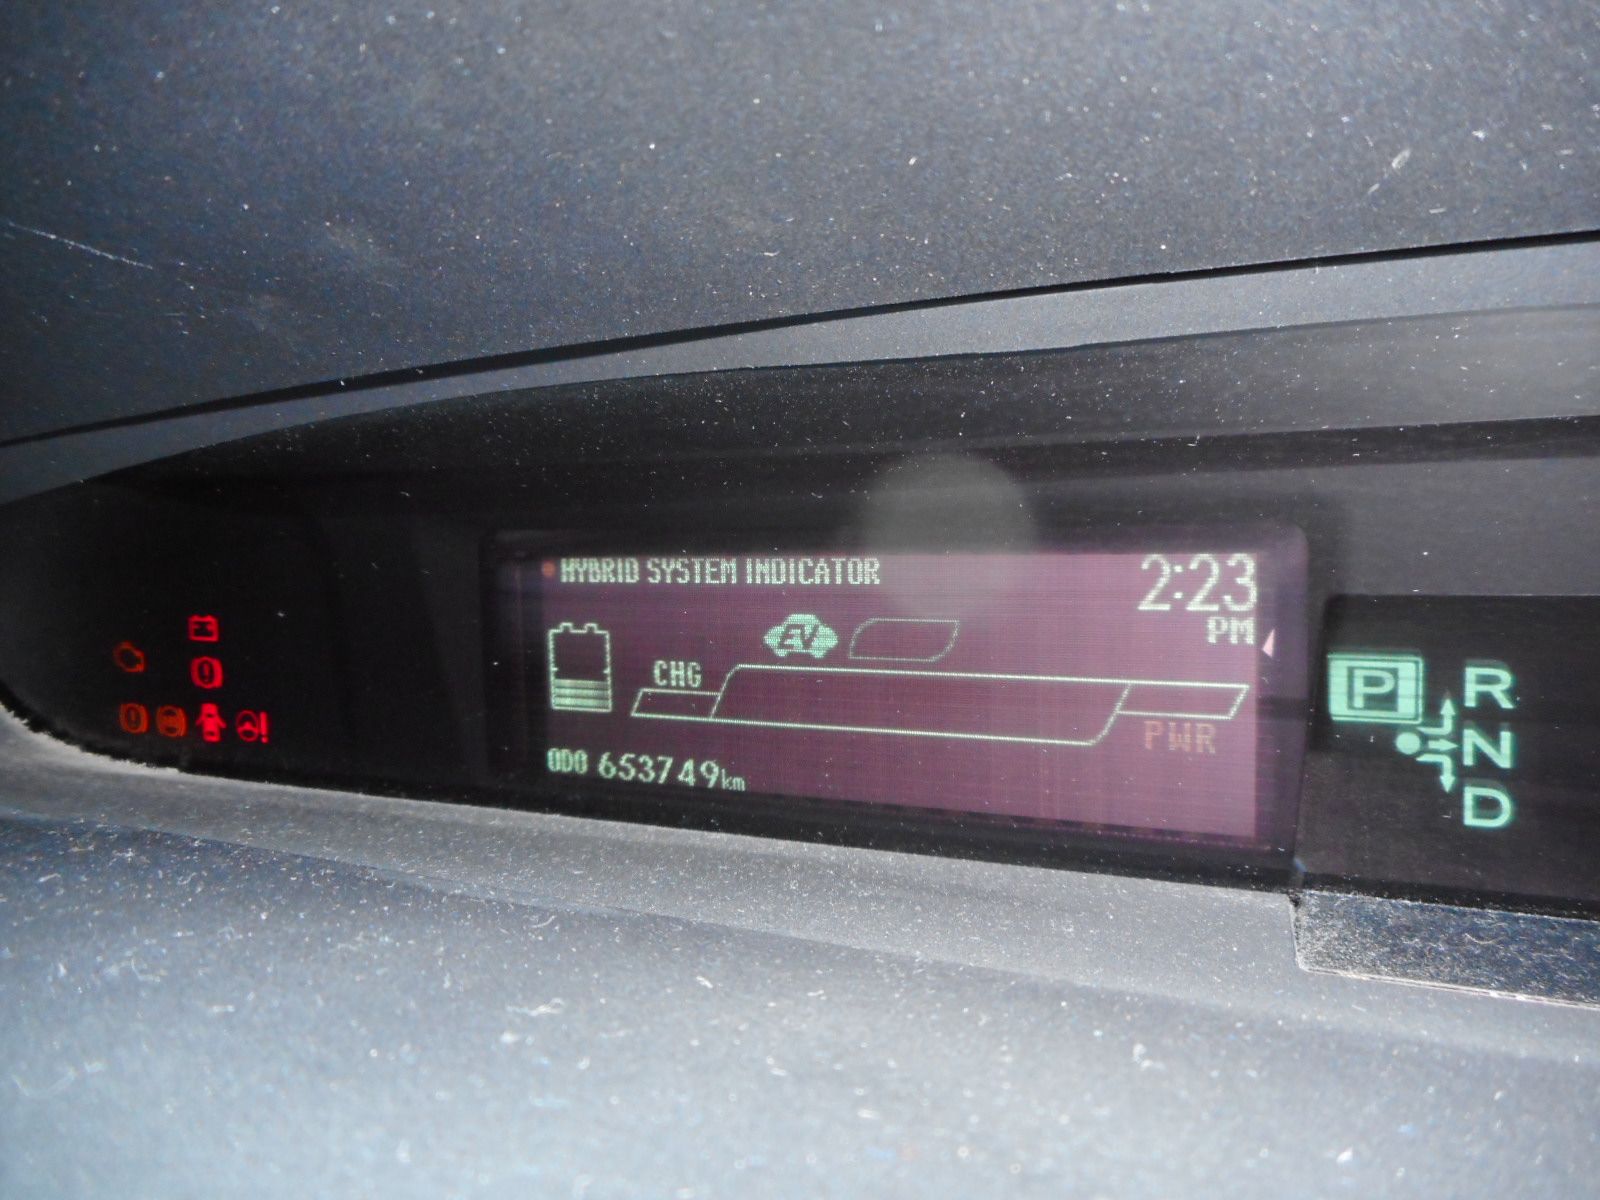 HYBRID SYSTEM INDICATOR
2:23
PM
EV
CHG
PWR
ODO 653749km
P
R
N
D